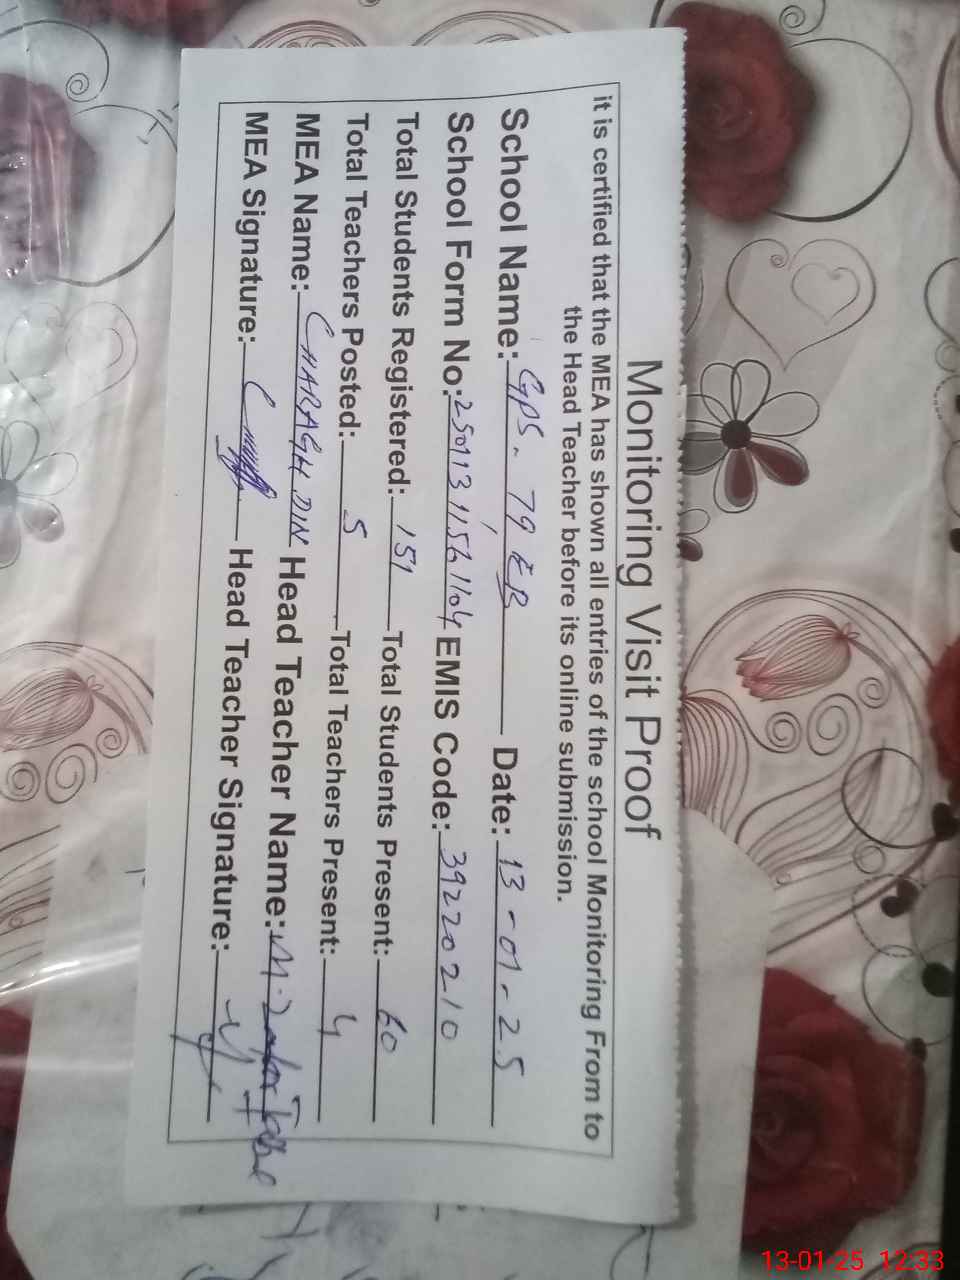 Monitoring Visit Proof
it is certified that the MEA has shown all entries of the school Monitoring From to
the Head Teacher before its online submission.
School Name: GPS. 79 EB Date: 13-01-25
School Form No: 250113 1156 1104 EMIS Code: 39220210
Total Students Registered: 151 Total Students Present: 60
Total Teachers Posted: 5 Total Teachers Present: 4
MEA Name: CHARAGH DIN Head Teacher Name: M.
MEA Signature: Head Teacher Signature:
13-01-25 12:33